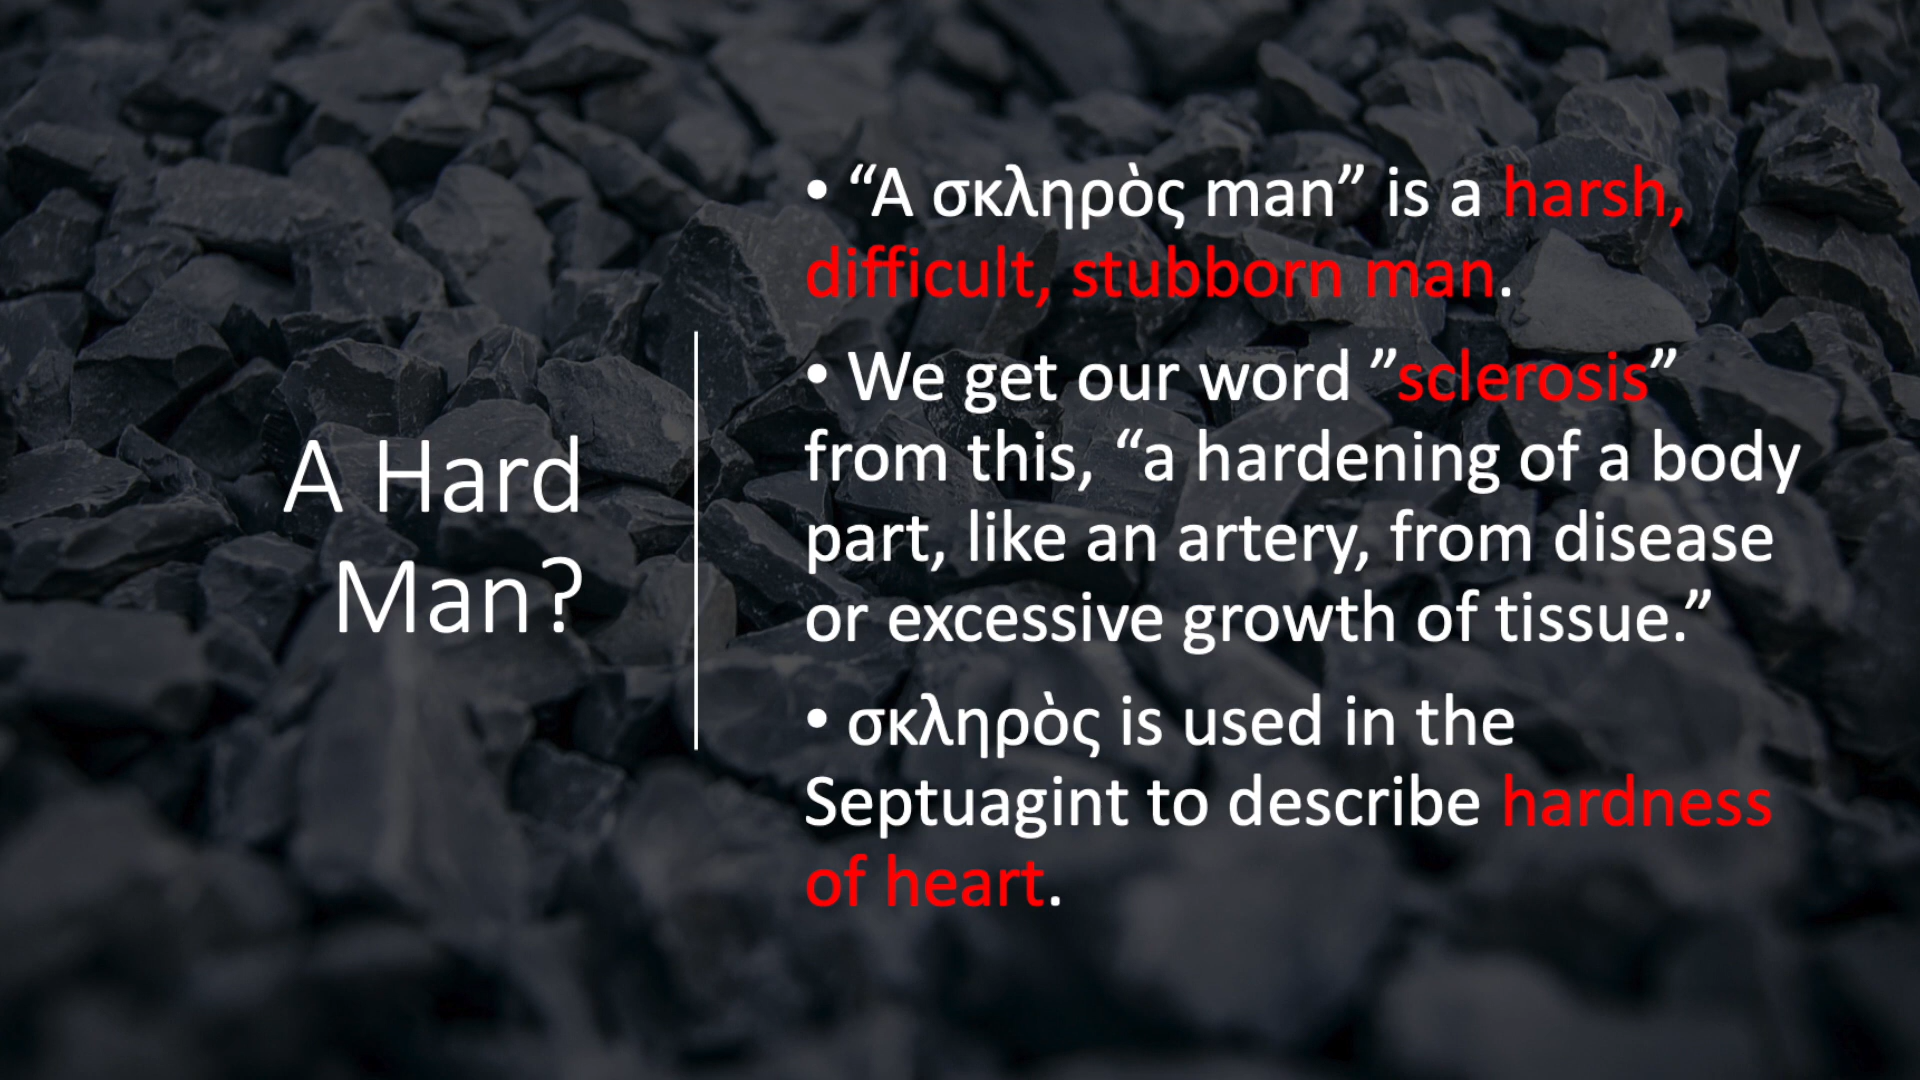 A Hard
Man?
• “A σκληρὸς man” is a harsh,
difficult, stubborn man.
• We get our word ”sclerosis”
from this, “a hardening of a body
part, like an artery, from disease
or excessive growth of tissue.”
• σκληρὸς is used in the
Septuagint to describe hardness
of heart.